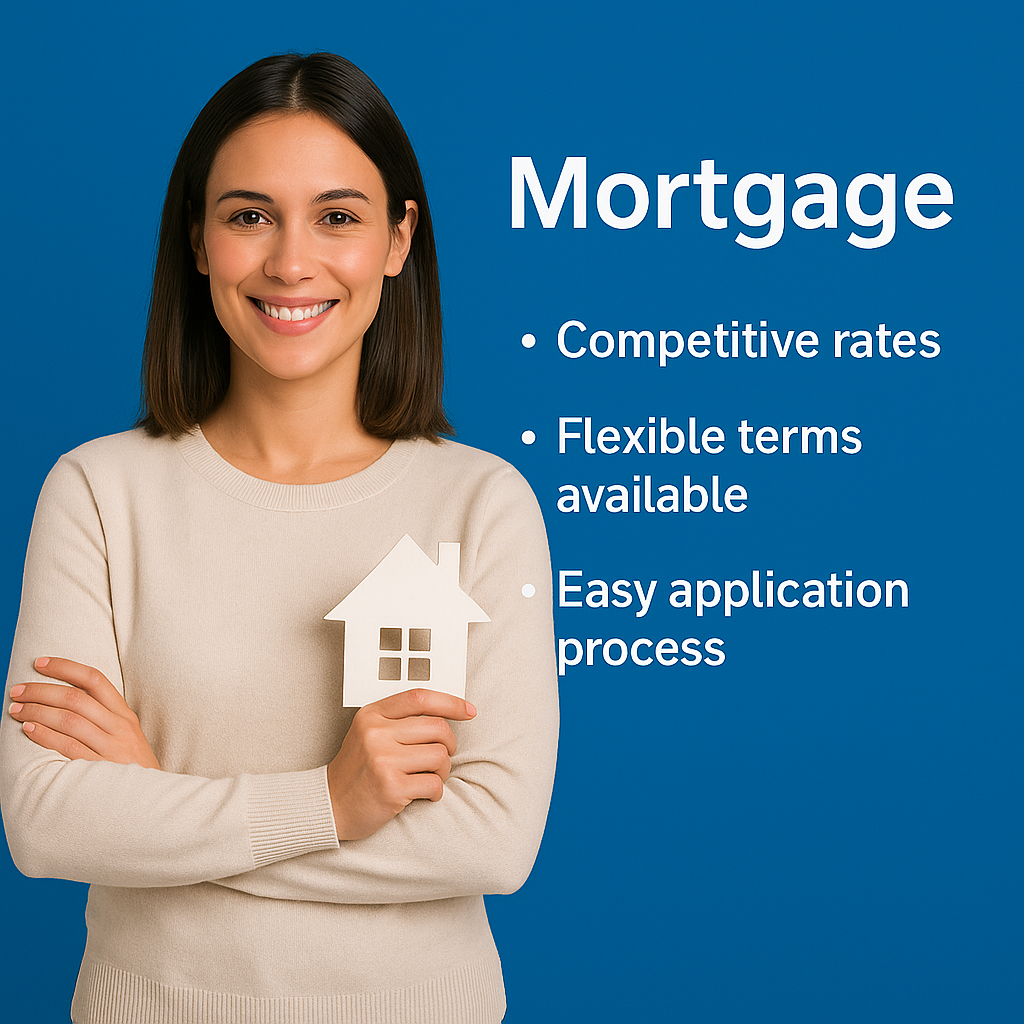 Mortgage
• Competitive rates
• Flexible terms
available
• Easy application
process